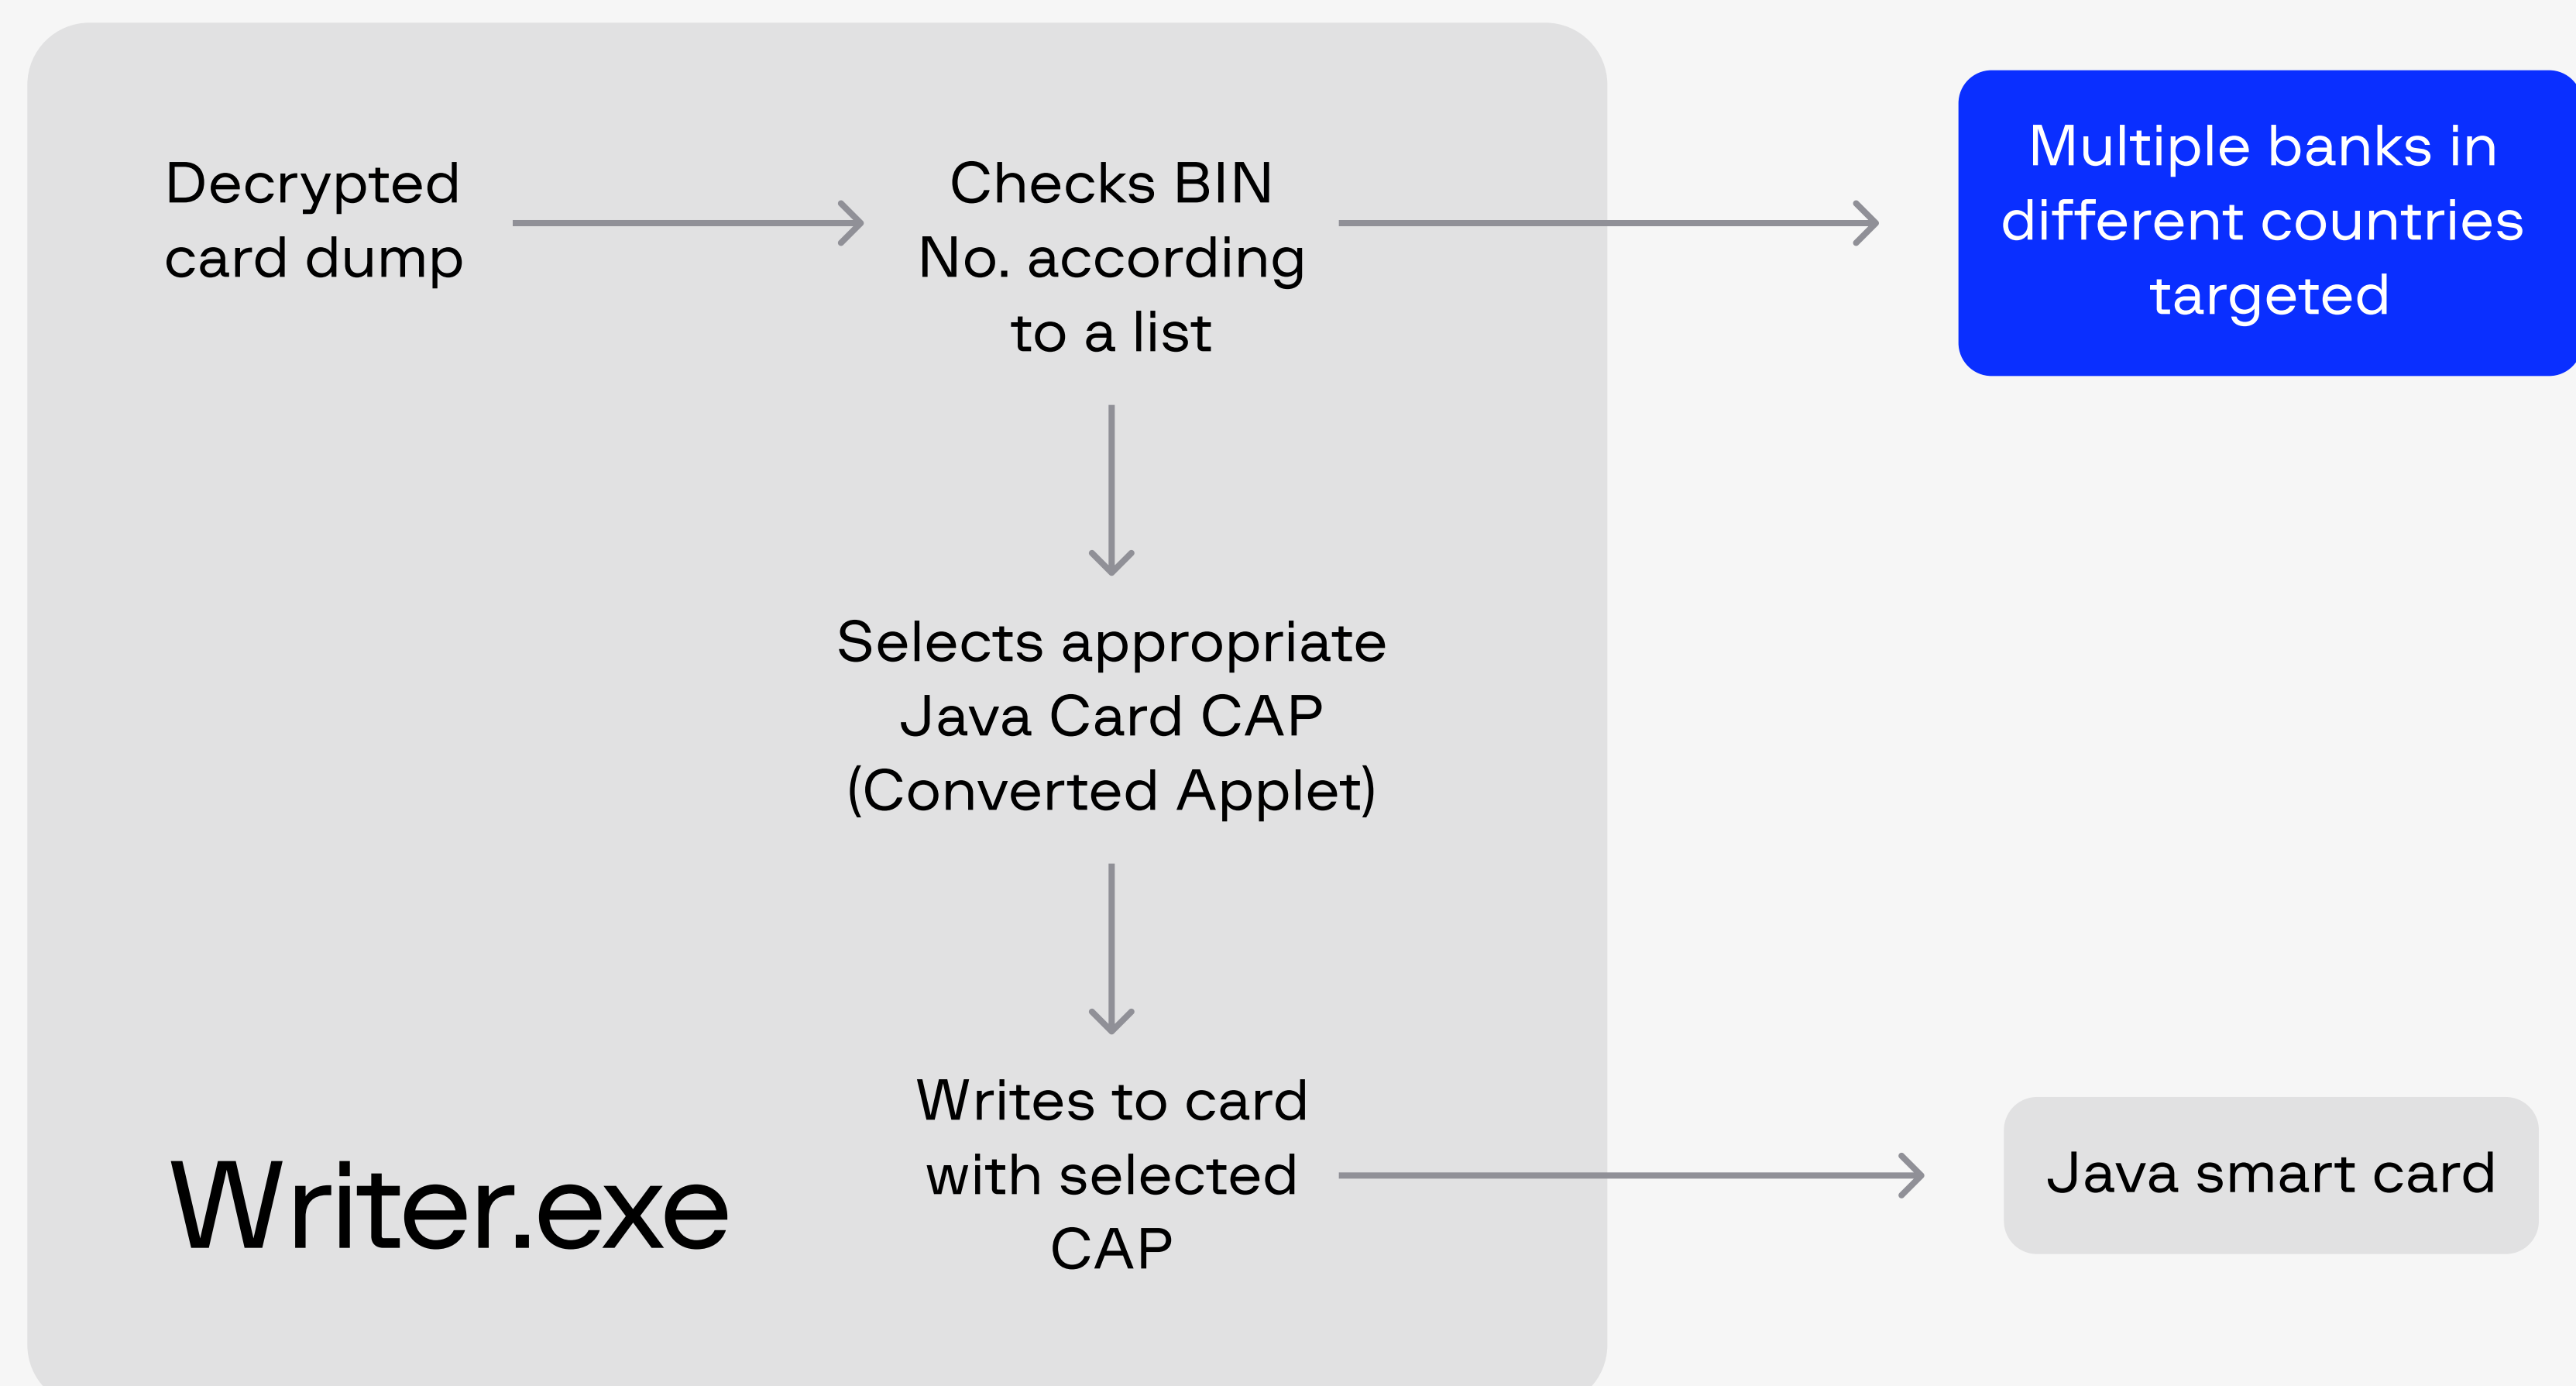 Decrypted
card dump
Checks BIN
No. according
to a list
Multiple banks in
different countries
targeted
Selects appropriate
Java Card CAP
(Converted Applet)
Writes to card
with selected
CAP
Writer.exe
Java smart card